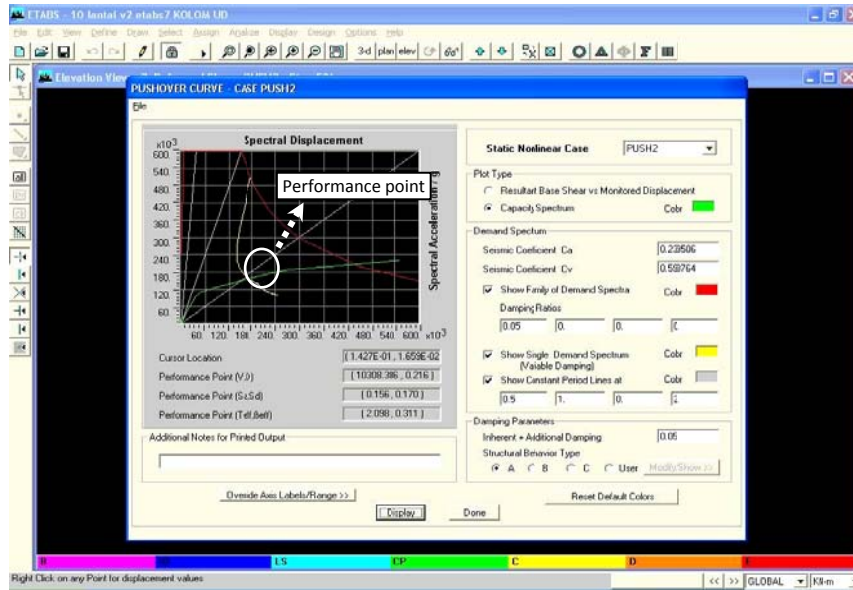 ETABS - 10 lantai v2 etabs7 KOLOM UD
File Edit View Define Draw Select Assign Analyze Display Design Options Help
3-d plan elev
Elevation View
PUSHOVER CURVE - CASE PUSH2
File
Spectral Displacement
x10³
600.
540.
480.
420.
360.
300.
240.
180.
120.
60.
Performance point
Spectral Acceleration / g
60. 120. 180. 240. 300. 360. 420. 480. 540. 600. x10⁻³
Cursor Location (1.427E-01, 1.659E-02
Performance Point (V,D) (10308.386, 0.216)
Performance Point (Sa,Sd) (0.156, 0.170)
Performance Point (Teff,βeff) (2.098, 0.311)
Additional Notes for Printed Output
Override Axis Labels/Range >>
Display
Static Nonlinear Case PUSH2
Plot Type
Resultant Base Shear vs Monitored Displacement
Capacity Spectrum Color
Demand Spectrum
Seismic Coefficient Ca
Seismic Coefficient Cv
Show Family of Demand Spectra Color
Damping Ratios
0.05 0. 0.
Show Single Demand Spectrum Color
(Variable Damping)
Show Constant Period Lines at Color
0.5 1.
Damping Parameters
Inherent + Additional Damping 0.05
Structural Behavior Type
A B C User Modify/Show >>
Reset Default Colors
Done
B LS CP C D E
Right Click on any Point for displacement values << >> GLOBAL KN-m